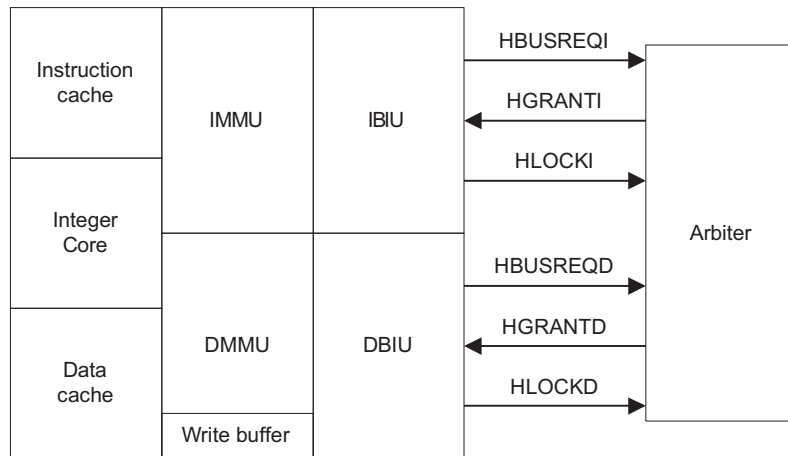 Instruction
cache
IMMU
IBIU
HBUSREQI
HGRANTI
HLOCKI
Integer
Core
Arbiter
HBUSREQD
HGRANTD
HLOCKD
Data
cache
DMMU
DBIU
Write buffer